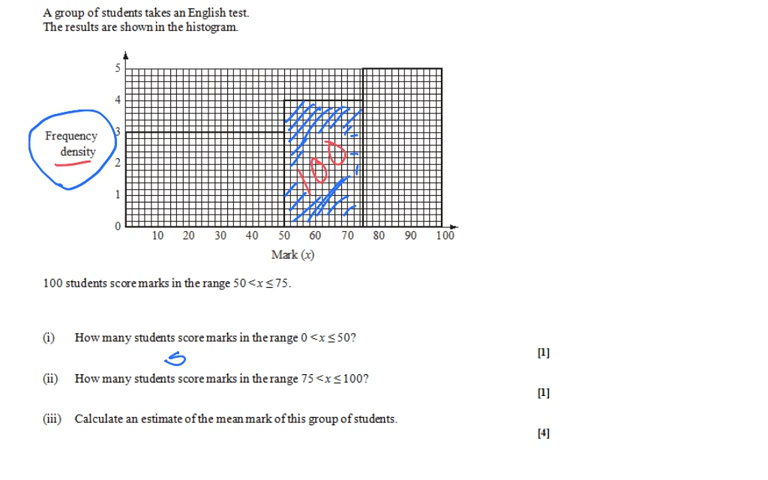 A group of students takes an English test.
The results are shown in the histogram.
5
4
3
2
1
0
Frequency
density
100
10 20 30 40 50 60 70 80 90 100
Mark (x)
100 students score marks in the range 50 < x ≤ 75.
(i) How many students score marks in the range 0 < x ≤ 50?
[1]
(ii) How many students score marks in the range 75 < x ≤ 100?
[1]
(iii) Calculate an estimate of the mean mark of this group of students.
[4]